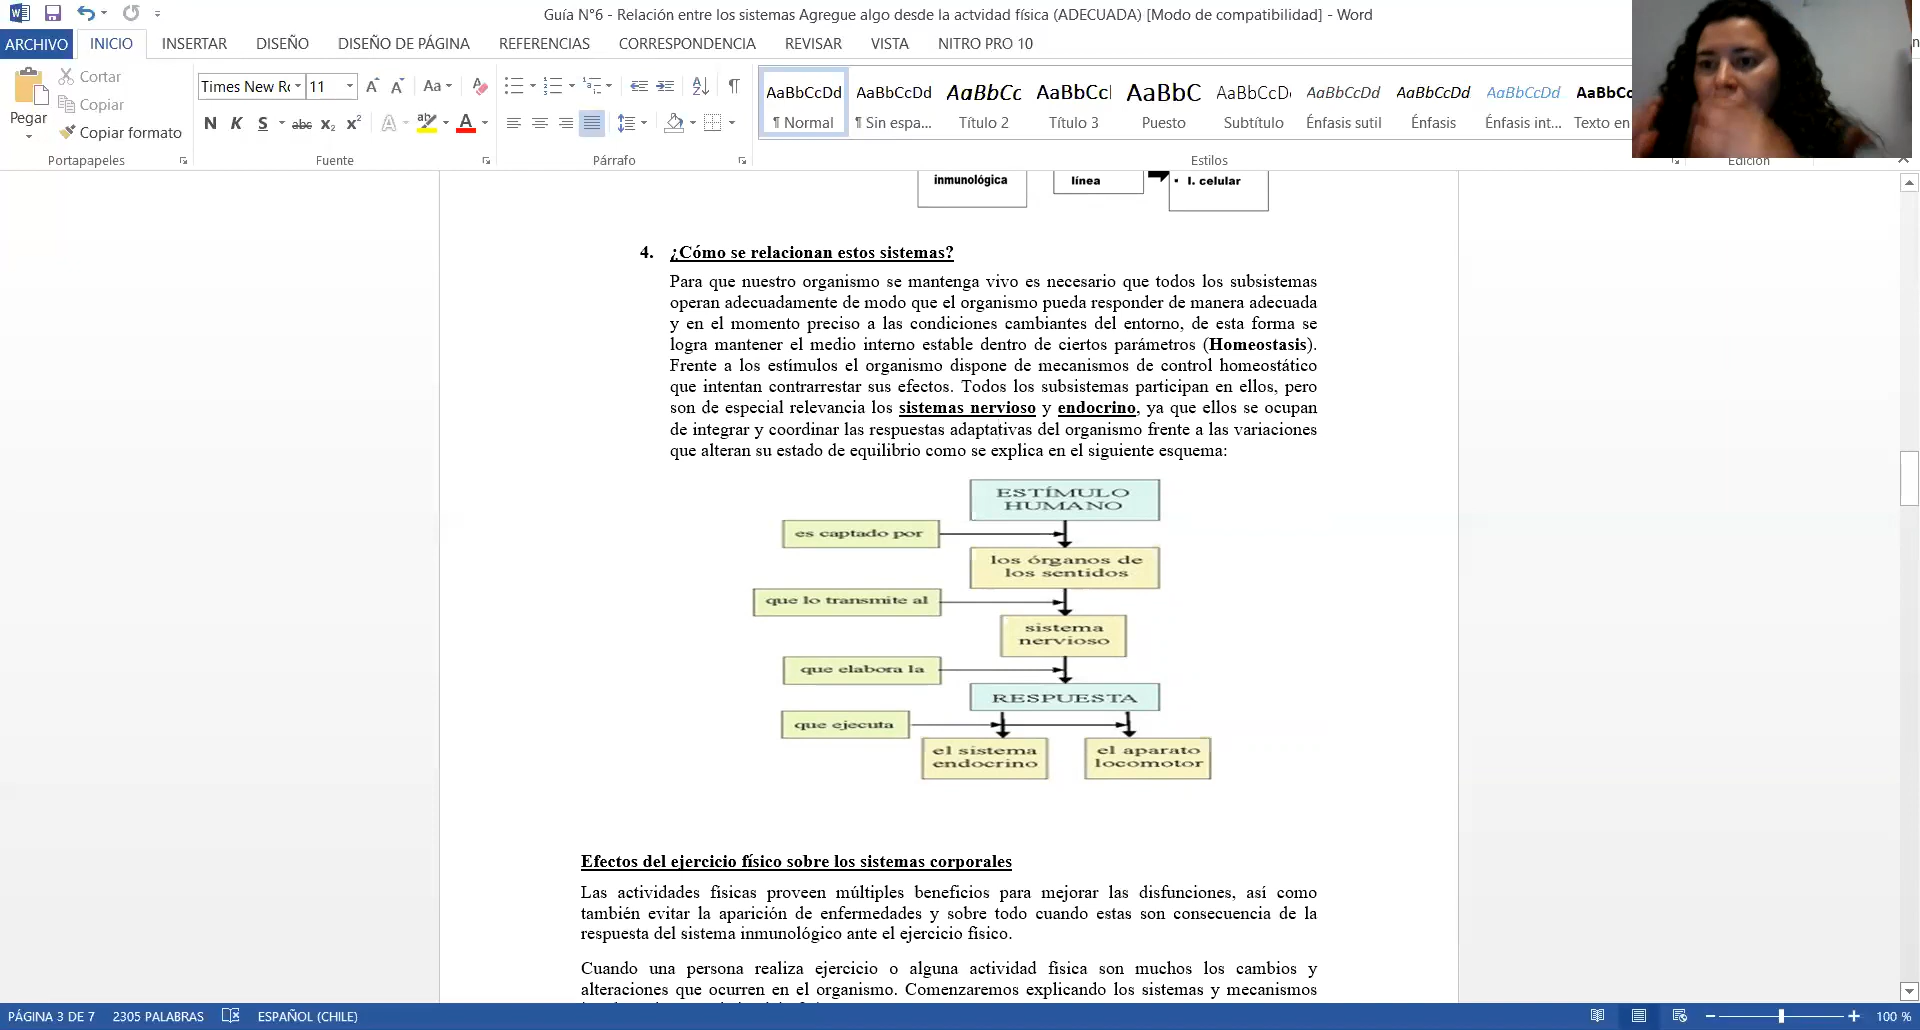 Guía N°6 - Relación entre los sistemas Agregue algo desde la actvidad física (ADECUADA) [Modo de compatibilidad] - Word
ARCHIVO INICIO INSERTAR DISEÑO DISEÑO DE PÁGINA REFERENCIAS CORRESPONDENCIA REVISAR VISTA NITRO PRO 10
Pegar
Cortar
Copiar
Copiar formato
Portapapeles
Times New Ro 11
Aa
N K S abc x₂ x² A A
Fuente
Párrafo
AaBbCcDd AaBbCcDd AaBbCc AaBbCcI AaBbC AaBbCcD AaBbCcDd AaBbCcDd AaBbCcDd AaBbCc
¶ Normal ¶ Sin espa... Título 2 Título 3 Puesto Subtítulo Énfasis sutil Énfasis Énfasis int... Texto en
Estilos
Edición
inmunológica línea • I. celular
4. ¿Cómo se relacionan estos sistemas?
Para que nuestro organismo se mantenga vivo es necesario que todos los subsistemas
operan adecuadamente de modo que el organismo pueda responder de manera adecuada
y en el momento preciso a las condiciones cambiantes del entorno, de esta forma se
logra mantener el medio interno estable dentro de ciertos parámetros (Homeostasis).
Frente a los estímulos el organismo dispone de mecanismos de control homeostático
que intentan contrarrestar sus efectos. Todos los subsistemas participan en ellos, pero
son de especial relevancia los sistemas nervioso y endocrino, ya que ellos se ocupan
de integrar y coordinar las respuestas adaptativas del organismo frente a las variaciones
que alteran su estado de equilibrio como se explica en el siguiente esquema:
ESTÍMULO
HUMANO
es captado por
los órganos de
los sentidos
que lo transmite al
sistema
nervioso
que elabora la
RESPUESTA
que ejecuta
el sistema
endocrino
el aparato
locomotor
Efectos del ejercicio físico sobre los sistemas corporales
Las actividades físicas proveen múltiples beneficios para mejorar las disfunciones, así como
también evitar la aparición de enfermedades y sobre todo cuando estas son consecuencia de la
respuesta del sistema inmunológico ante el ejercicio físico.
Cuando una persona realiza ejercicio o alguna actividad física son muchos los cambios y
alteraciones que ocurren en el organismo. Comenzaremos explicando los sistemas y mecanismos
PÁGINA 3 DE 7 2305 PALABRAS ESPAÑOL (CHILE) 100 %